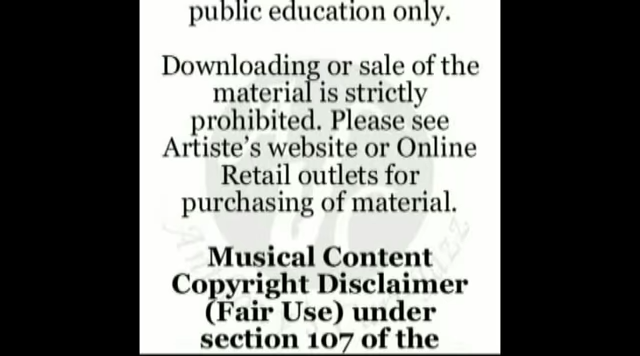 public education only.
Downloading or sale of the
material is strictly
prohibited. Please see
Artiste's website or Online
Retail outlets for
purchasing of material.
Musical Content
Copyright Disclaimer
(Fair Use) under
section 107 of the